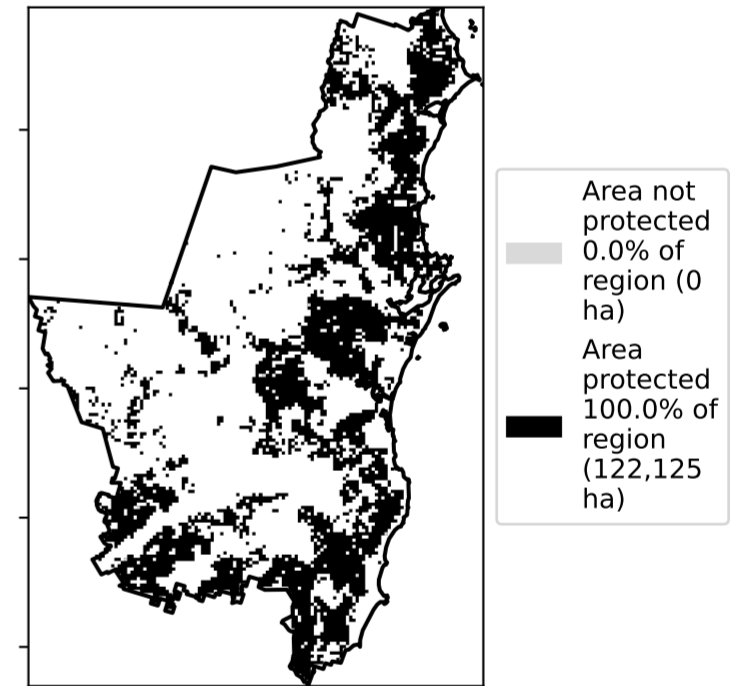 Area not
protected
0.0% of
region (0
ha)
Area
protected
100.0% of
region
(122,125
ha)